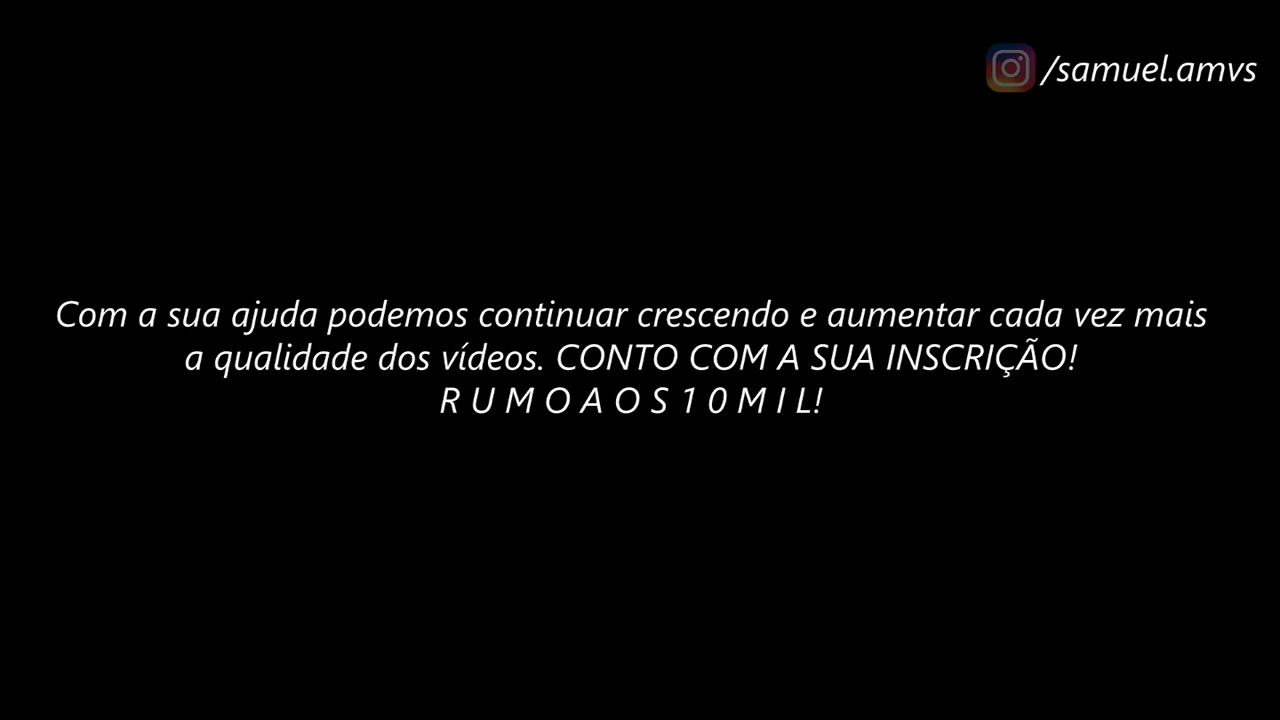 /samuel.amvs
Com a sua ajuda podemos continuar crescendo e aumentar cada vez mais
a qualidade dos vídeos. CONTO COM A SUA INSCRIÇÃO!
R U M O A O S 1 0 M I L!